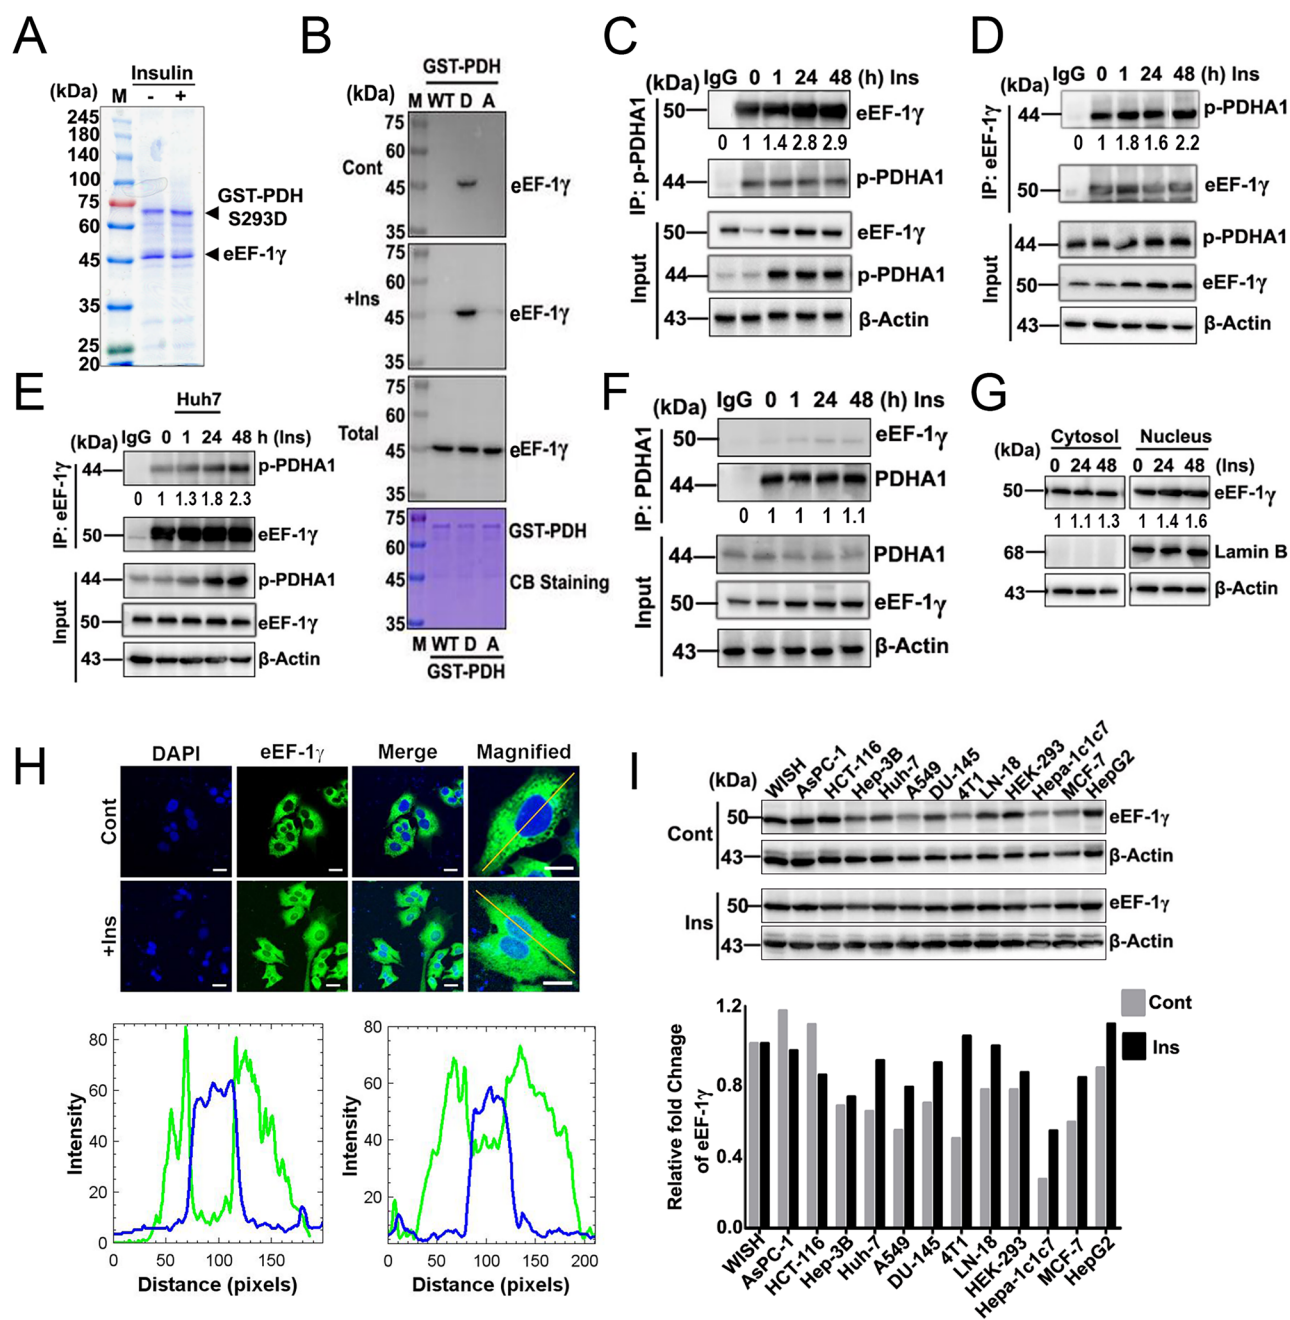 A
(kDa)
Insulin
M - +
245
180
140
100
75
60
45
35
25
20
GST-PDH
S293D
eEF-1γ
B
GST-PDH
(kDa)
M WT D A
75
60
45
35
Cont
eEF-1γ
75
60
45
35
+Ins
eEF-1γ
75
60
45
35
Total
eEF-1γ
75
60
45
35
GST-PDH
CB Staining
M WT D A
GST-PDH
C
(kDa) IgG 0 1 24 48 (h) Ins
IP: p-PDHA1
50 eEF-1γ
0 1 1.4 2.8 2.9
44 p-PDHA1
Input
50 eEF-1γ
44 p-PDHA1
43 β-Actin
D
(kDa) IgG 0 1 24 48 (h) Ins
IP: eEF-1γ
44 p-PDHA1
0 1 1.8 1.6 2.2
50 eEF-1γ
Input
44 p-PDHA1
50 eEF-1γ
43 β-Actin
E
Huh7
(kDa) IgG 0 1 24 48 h (Ins)
IP: eEF-1γ
44 p-PDHA1
0 1 1.3 1.8 2.3
50 eEF-1γ
Input
44 p-PDHA1
50 eEF-1γ
43 β-Actin
F
(kDa) IgG 0 1 24 48 (h) Ins
IP: PDHA1
50 eEF-1γ
44 PDHA1
0 1 1 1 1.1
Input
44 PDHA1
50 eEF-1γ
43 β-Actin
G
Cytosol Nucleus
(kDa) 0 24 48 0 24 48 (Ins)
50 eEF-1γ
1 1.1 1.3 1 1.4 1.6
68 Lamin B
43 β-Actin
H
DAPI eEF-1γ Merge Magnified
Cont
+Ins
80
60
40
20
0
Intensity
0 50 100 150
Distance (pixels)
80
60
40
20
Intensity
0 50 100 150 200
Distance (pixels)
I
(kDa) WISH AsPC-1 HCT-116 Hep-3B Huh-7 A549 DU-145 4T1 LN-18 HEK-293 Hepa-1c1c7 MCF-7 HepG2
Cont
50 eEF-1γ
43 β-Actin
Ins
50 eEF-1γ
43 β-Actin
1.2
0.8
0.4
0.0
Relative fold Chnage
of eEF-1γ
Cont
Ins
WISH AsPC-1 HCT-116 Hep-3B Huh-7 A549 DU-145 4T1 LN-18 HEK-293 Hepa-1c1c7 MCF-7 HepG2